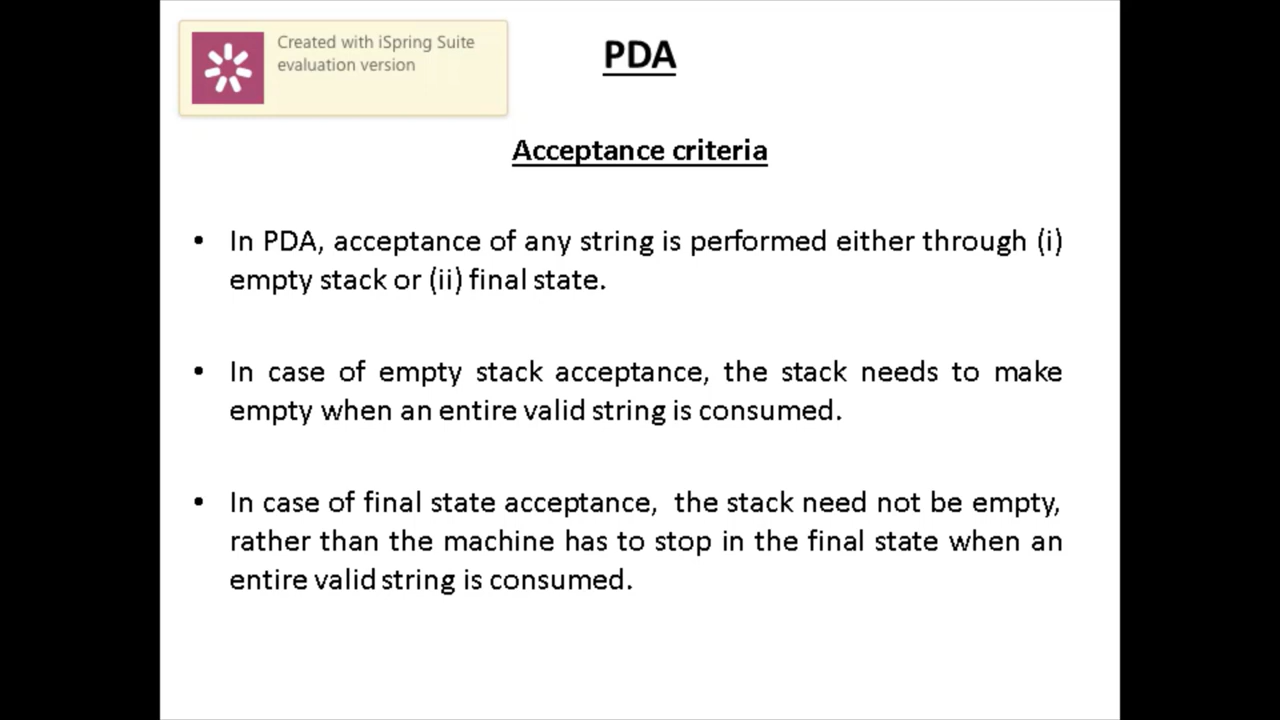 Created with iSpring Suite
evaluation version
PDA
Acceptance criteria
• In PDA, acceptance of any string is performed either through (i)
empty stack or (ii) final state.
• In case of empty stack acceptance, the stack needs to make
empty when an entire valid string is consumed.
• In case of final state acceptance, the stack need not be empty,
rather than the machine has to stop in the final state when an
entire valid string is consumed.